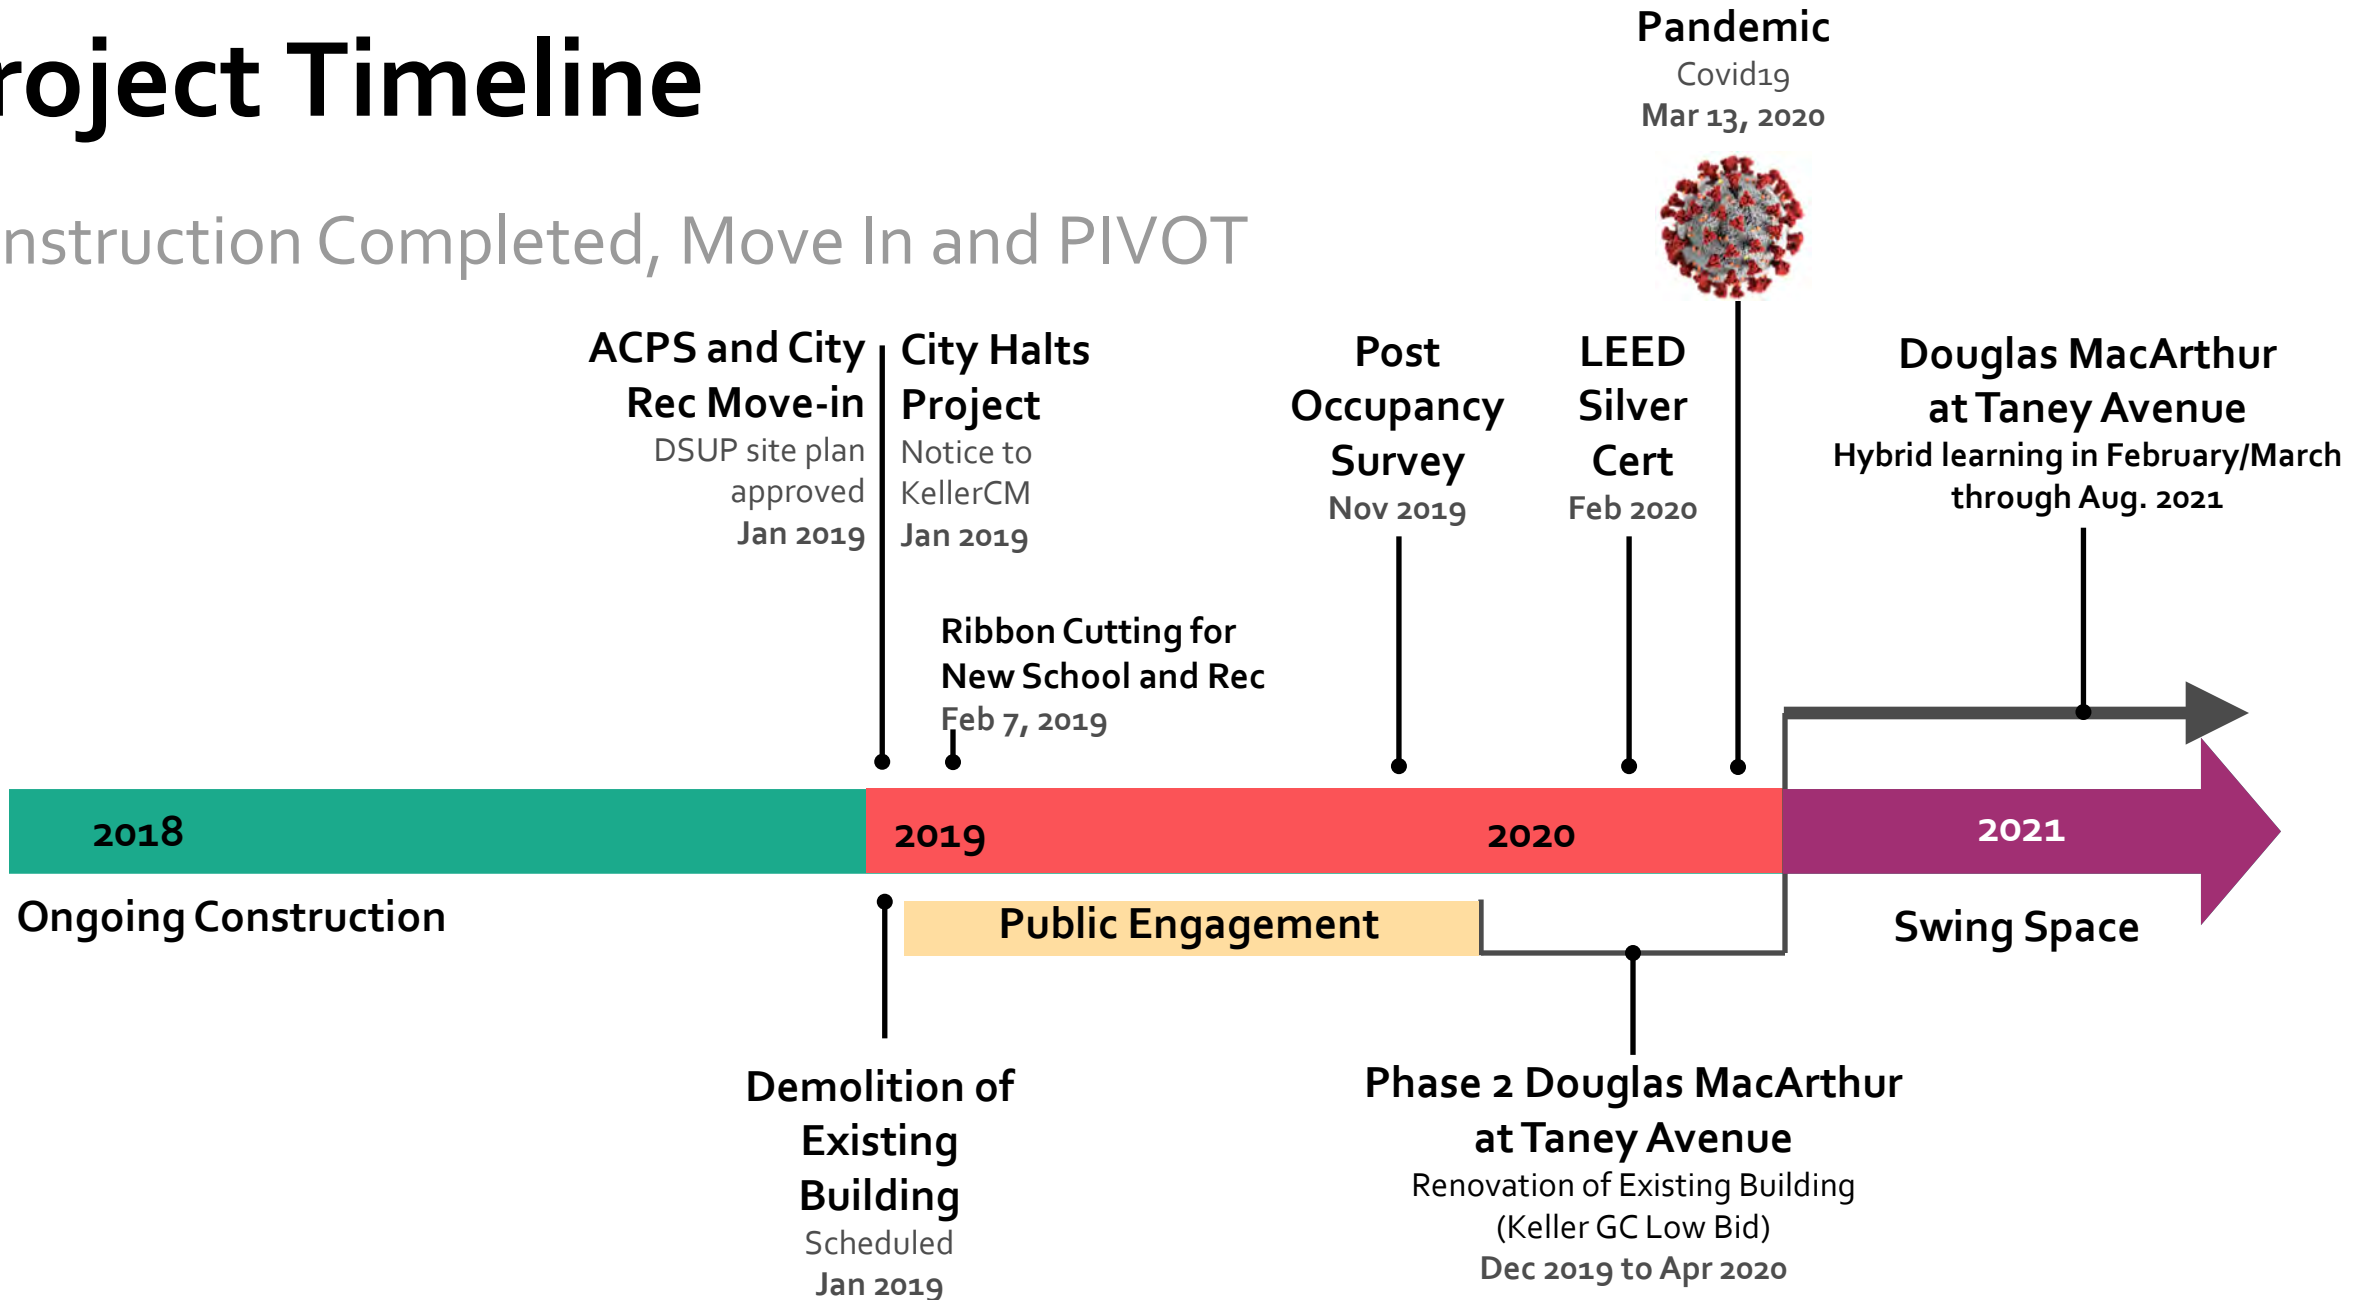 roject Timeline
nstruction Completed, Move In and PIVOT
Pandemic
Covid19
Mar 13, 2020
ACPS and City
Rec Move-in
DSUP site plan
approved
Jan 2019
City Halts
Project
Notice to
KellerCM
Jan 2019
Ribbon Cutting for
New School and Rec
Feb 7, 2019
Post
Occupancy
Survey
Nov 2019
LEED
Silver
Cert
Feb 2020
Douglas MacArthur
at Taney Avenue
Hybrid learning in February/March
through Aug. 2021
2018
2019
2020
2021
Ongoing Construction
Public Engagement
Swing Space
Demolition of
Existing
Building
Scheduled
Jan 2019
Phase 2 Douglas MacArthur
at Taney Avenue
Renovation of Existing Building
(Keller GC Low Bid)
Dec 2019 to Apr 2020